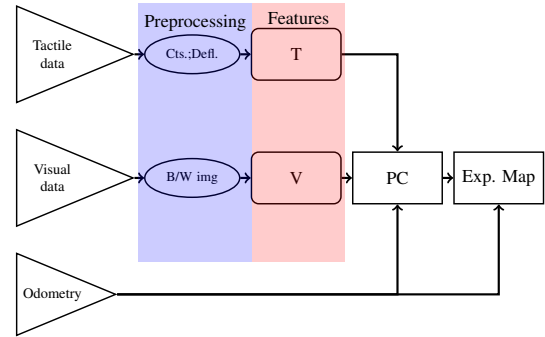 Preprocessing Features
Tactile
data
Cts.;Defl.
T
Visual
data
B/W img
V
PC
Exp. Map
Odometry